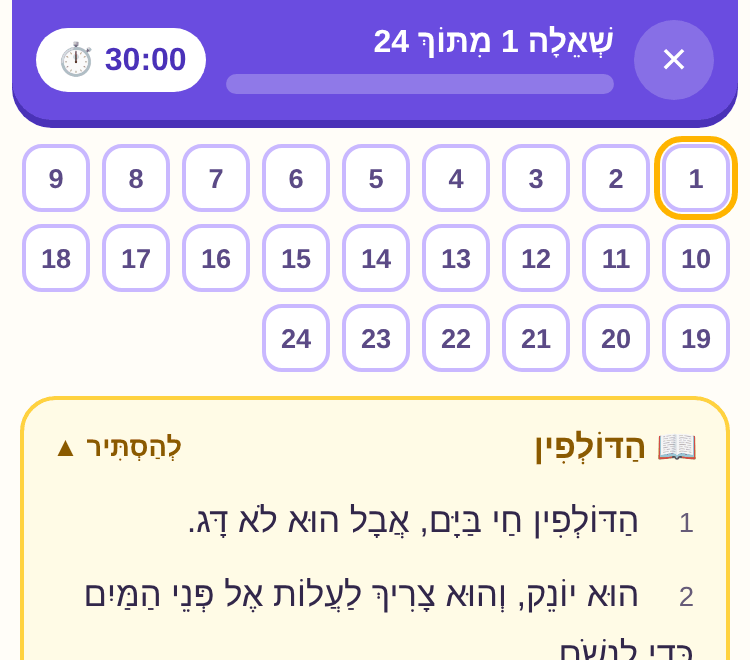 שְׁאֵלָה 1 מִתּוֹךְ 24
30:00
1 2 3 4 5 6 7 8 9
10 11 12 13 14 15 16 17 18
19 20 21 22 23 24
הַדּוֹלְפִין
לְהַסְתִּיר ▲
1 הַדּוֹלְפִין חַי בַּיָּם, אֲבָל הוּא לֹא דָּג.
2 הוּא יוֹנֵק, וְהוּא צָרִיךְ לַעֲלוֹת אֶל פְּנֵי הַמַּיִם
כְּדֵי לִנְשֹׁם